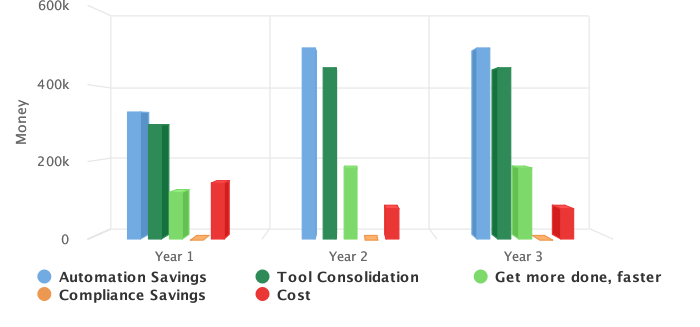 600k
400k
200k
0
Money
Year 1 Year 2 Year 3
Automation Savings Tool Consolidation Get more done, faster
Compliance Savings Cost